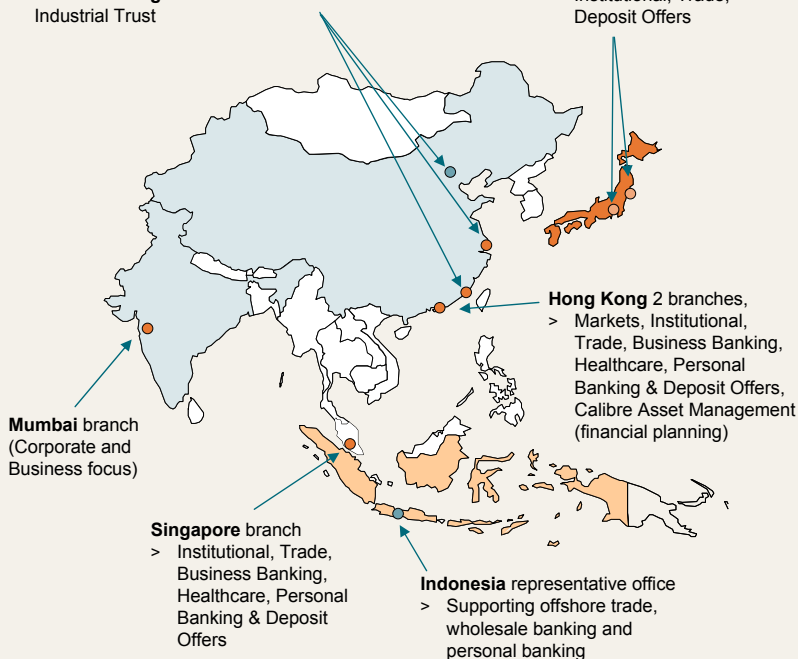 Industrial Trust
Deposit Offers
Hong Kong 2 branches,
> Markets, Institutional,
Trade, Business Banking,
Healthcare, Personal
Banking & Deposit Offers,
Calibre Asset Management
(financial planning)
Mumbai branch
(Corporate and
Business focus)
Singapore branch
> Institutional, Trade,
Business Banking,
Healthcare, Personal
Banking & Deposit
Offers
Indonesia representative office
> Supporting offshore trade,
wholesale banking and
personal banking